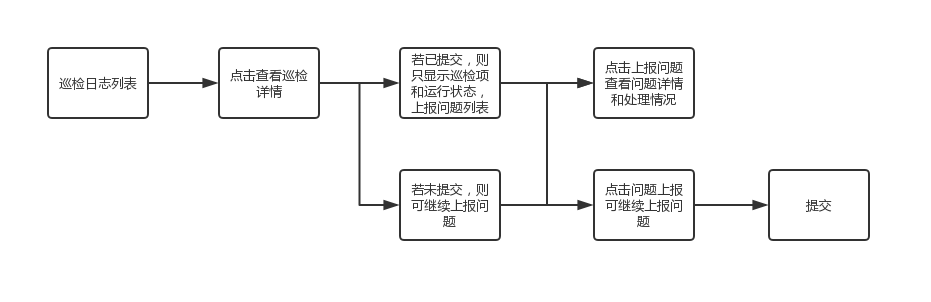 巡检日志列表
点击查看巡检
详情
若已提交，则
只显示巡检项
和运行状态，
上报问题列表
点击上报问题
查看问题详情
和处理情况
若未提交，则
可继续上报问
题
点击问题上报
可继续上报问
题
提交